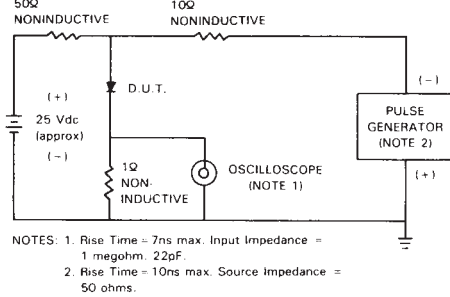 50Ω
NONINDUCTIVE
10Ω
NONINDUCTIVE
(+)
25 Vdc
(approx)
(−)
D.U.T.
1Ω
NON-
INDUCTIVE
OSCILLOSCOPE
(NOTE 1)
(−)
PULSE
GENERATOR
(NOTE 2)
(+)
NOTES: 1. Rise Time = 7ns max. Input Impedance =
1 megohm. 22pF.
2. Rise Time = 10ns max. Source Impedance =
50 ohms.